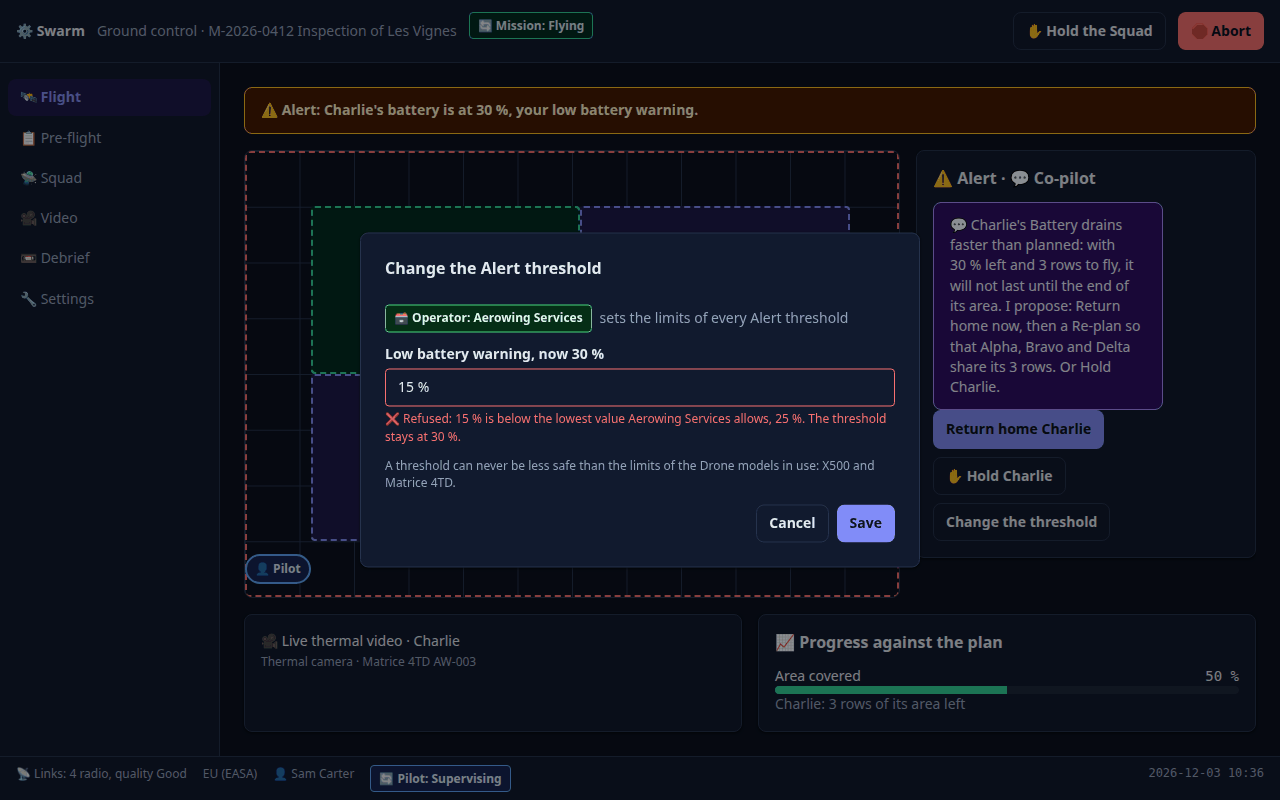 ⚙️ Swarm
Ground control · M-2026-0412 Inspection of Les Vignes
🔄 Mission: Flying
✋ Hold the Squad
🛑 Abort
🛰️ Flight
📋 Pre-flight
🛸 Squad
🎥 Video
📼 Debrief
🔧 Settings
⚠️ Alert: Charlie's battery is at 30 %, your low battery warning.
⚠️ Alert · 💬 Co-pilot
💬 Charlie's Battery drains
faster than planned: with
30 % left and 3 rows to fly, it
will not last until the end of
its area. I propose: Return
home now, then a Re-plan so
that Alpha, Bravo and Delta
share its 3 rows. Or Hold
Charlie.
Return home Charlie
✋ Hold Charlie
Change the threshold
Change the Alert threshold
🗃️ Operator: Aerowing Services
sets the limits of every Alert threshold
Low battery warning, now 30 %
15 %
❌ Refused: 15 % is below the lowest value Aerowing Services allows, 25 %. The threshold
stays at 30 %.
A threshold can never be less safe than the limits of the Drone models in use: X500 and
Matrice 4TD.
Cancel
Save
👤 Pilot
🎥 Live thermal video · Charlie
Thermal camera · Matrice 4TD AW-003
📈 Progress against the plan
Area covered
50 %
Charlie: 3 rows of its area left
📡 Links: 4 radio, quality Good
EU (EASA)
👤 Sam Carter
🔄 Pilot: Supervising
2026-12-03 10:36